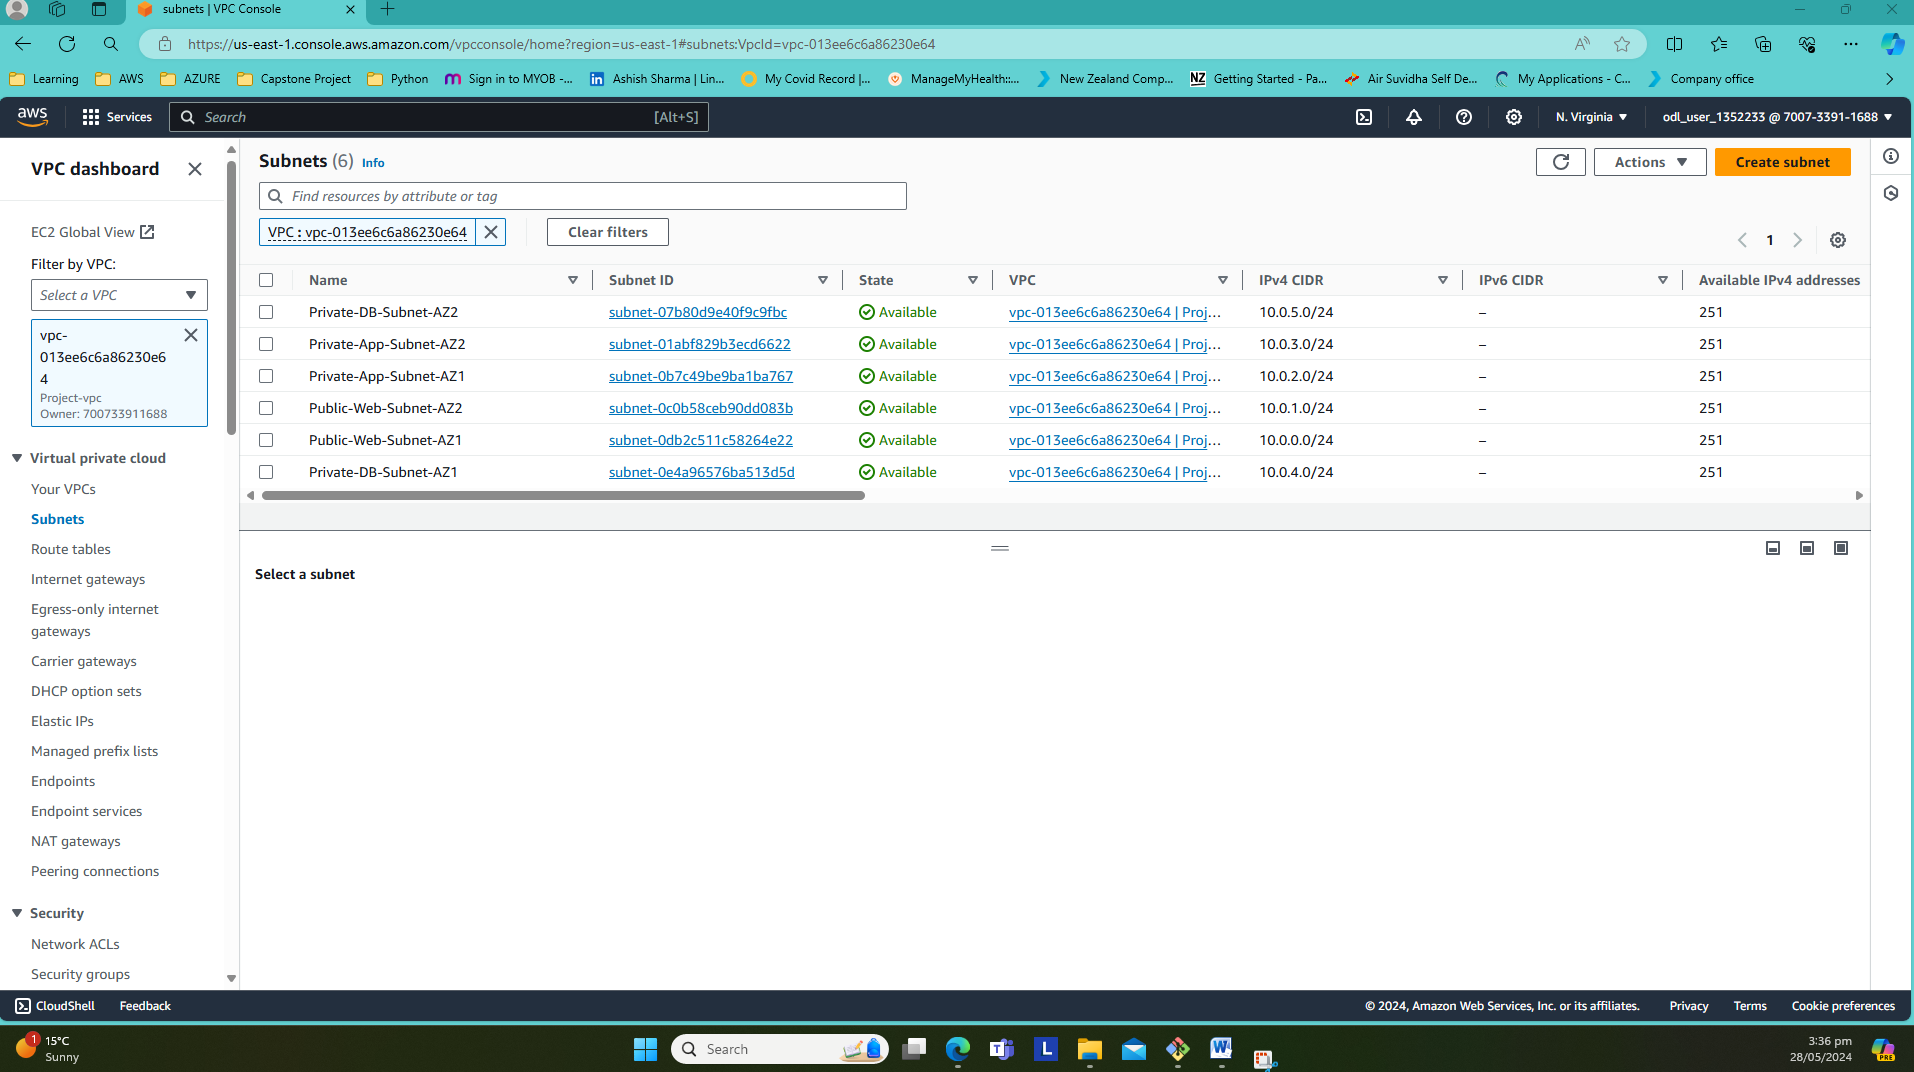 subnets | VPC Console
https://us-east-1.console.aws.amazon.com/vpcconsole/home?region=us-east-1#subnets:VpcId=vpc-013ee6c6a86230e64
Learning AWS AZURE Capstone Project Python Sign in to MYOB -... Ashish Sharma | Lin... My Covid Record |... ManageMyHealth::... New Zealand Comp... NZ Getting Started - Pa... Air Suvidha Self De... My Applications - C... Company office
aws Services Search [Alt+S] N. Virginia odl_user_1352233 @ 7007-3391-1688
VPC dashboard
EC2 Global View
Filter by VPC:
Select a VPC
vpc-
013ee6c6a86230e6
4
Project-vpc
Owner: 700733911688
Virtual private cloud
Your VPCs
Subnets
Route tables
Internet gateways
Egress-only internet
gateways
Carrier gateways
DHCP option sets
Elastic IPs
Managed prefix lists
Endpoints
Endpoint services
NAT gateways
Peering connections
Security
Network ACLs
Security groups
Subnets (6) Info
Actions
Create subnet
Find resources by attribute or tag
VPC : vpc-013ee6c6a86230e64
Clear filters
1
Name Subnet ID State VPC IPv4 CIDR IPv6 CIDR Available IPv4 addresses
Private-DB-Subnet-AZ2 subnet-07b80d9e40f9c9fbc Available vpc-013ee6c6a86230e64 | Proj... 10.0.5.0/24 – 251
Private-App-Subnet-AZ2 subnet-01abf829b3ecd6622 Available vpc-013ee6c6a86230e64 | Proj... 10.0.3.0/24 – 251
Private-App-Subnet-AZ1 subnet-0b7c49be9ba1ba767 Available vpc-013ee6c6a86230e64 | Proj... 10.0.2.0/24 – 251
Public-Web-Subnet-AZ2 subnet-0c0b58ceb90dd083b Available vpc-013ee6c6a86230e64 | Proj... 10.0.1.0/24 – 251
Public-Web-Subnet-AZ1 subnet-0db2c511c58264e22 Available vpc-013ee6c6a86230e64 | Proj... 10.0.0.0/24 – 251
Private-DB-Subnet-AZ1 subnet-0e4a96576ba513d5d Available vpc-013ee6c6a86230e64 | Proj... 10.0.4.0/24 – 251
Select a subnet
CloudShell Feedback © 2024, Amazon Web Services, Inc. or its affiliates. Privacy Terms Cookie preferences
1
15°C
Sunny
Search
L
W
3:36 pm
28/05/2024
PRE